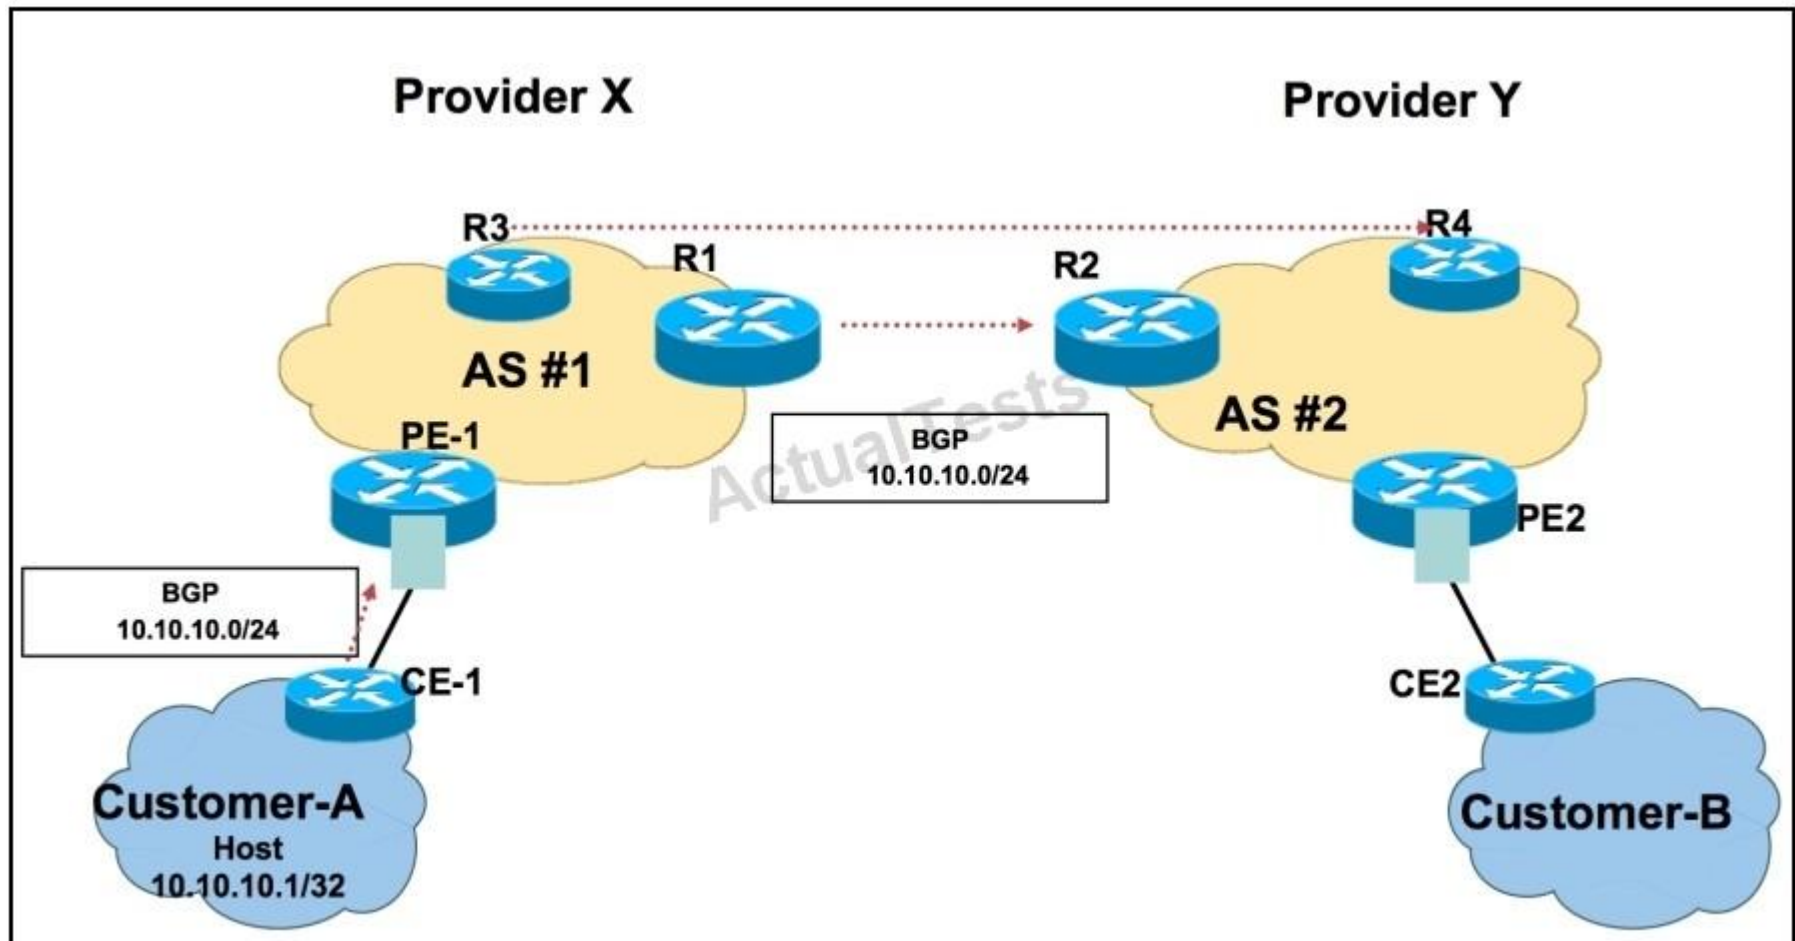 Provider X
Provider Y
R3
R4
R1
R2
AS #1
AS #2
PE-1
BGP
10.10.10.0/24
ActualTests
PE2
BGP
10.10.10.0/24
CE-1
CE2
Customer-A
Host
10.10.10.1/32
Customer-B